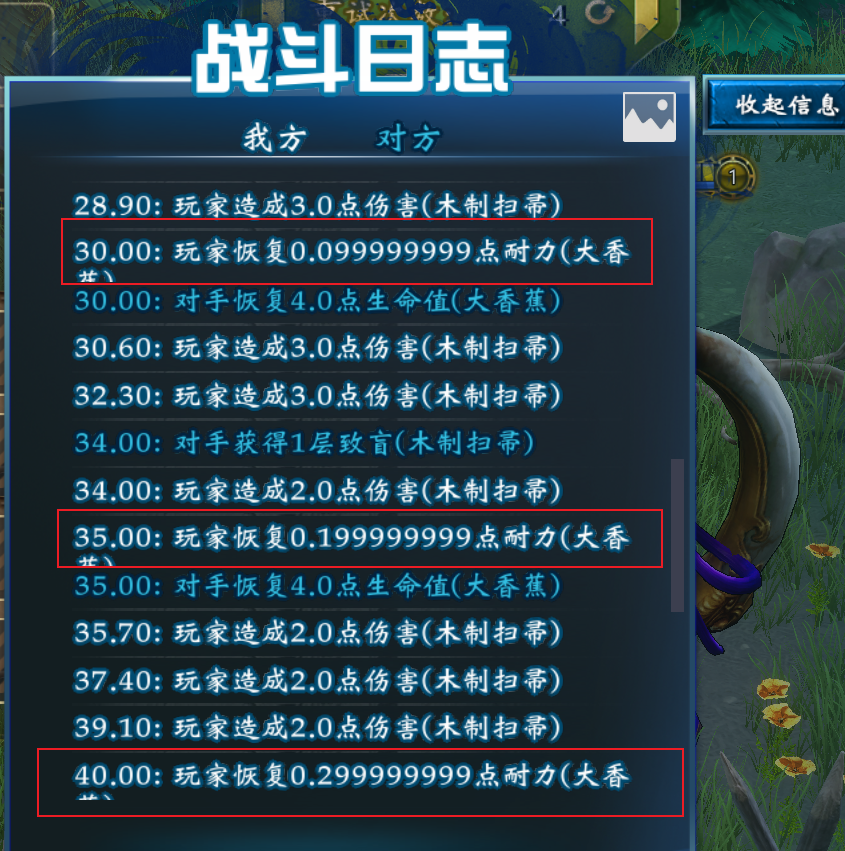 4
战斗日志
收起信息
我方 对方
1
28.90: 玩家造成3.0点伤害(木制扫帚)
30.00: 玩家恢复0.099999999点耐力(大香
蕉)
30.00: 对手恢复4.0点生命值(大香蕉)
30.60: 玩家造成3.0点伤害(木制扫帚)
32.30: 玩家造成3.0点伤害(木制扫帚)
34.00: 对手获得1层致盲(木制扫帚)
34.00: 玩家造成2.0点伤害(木制扫帚)
35.00: 玩家恢复0.199999999点耐力(大香
蕉)
35.00: 对手恢复4.0点生命值(大香蕉)
35.70: 玩家造成2.0点伤害(木制扫帚)
37.40: 玩家造成2.0点伤害(木制扫帚)
39.10: 玩家造成2.0点伤害(木制扫帚)
40.00: 玩家恢复0.299999999点耐力(大香
蕉)